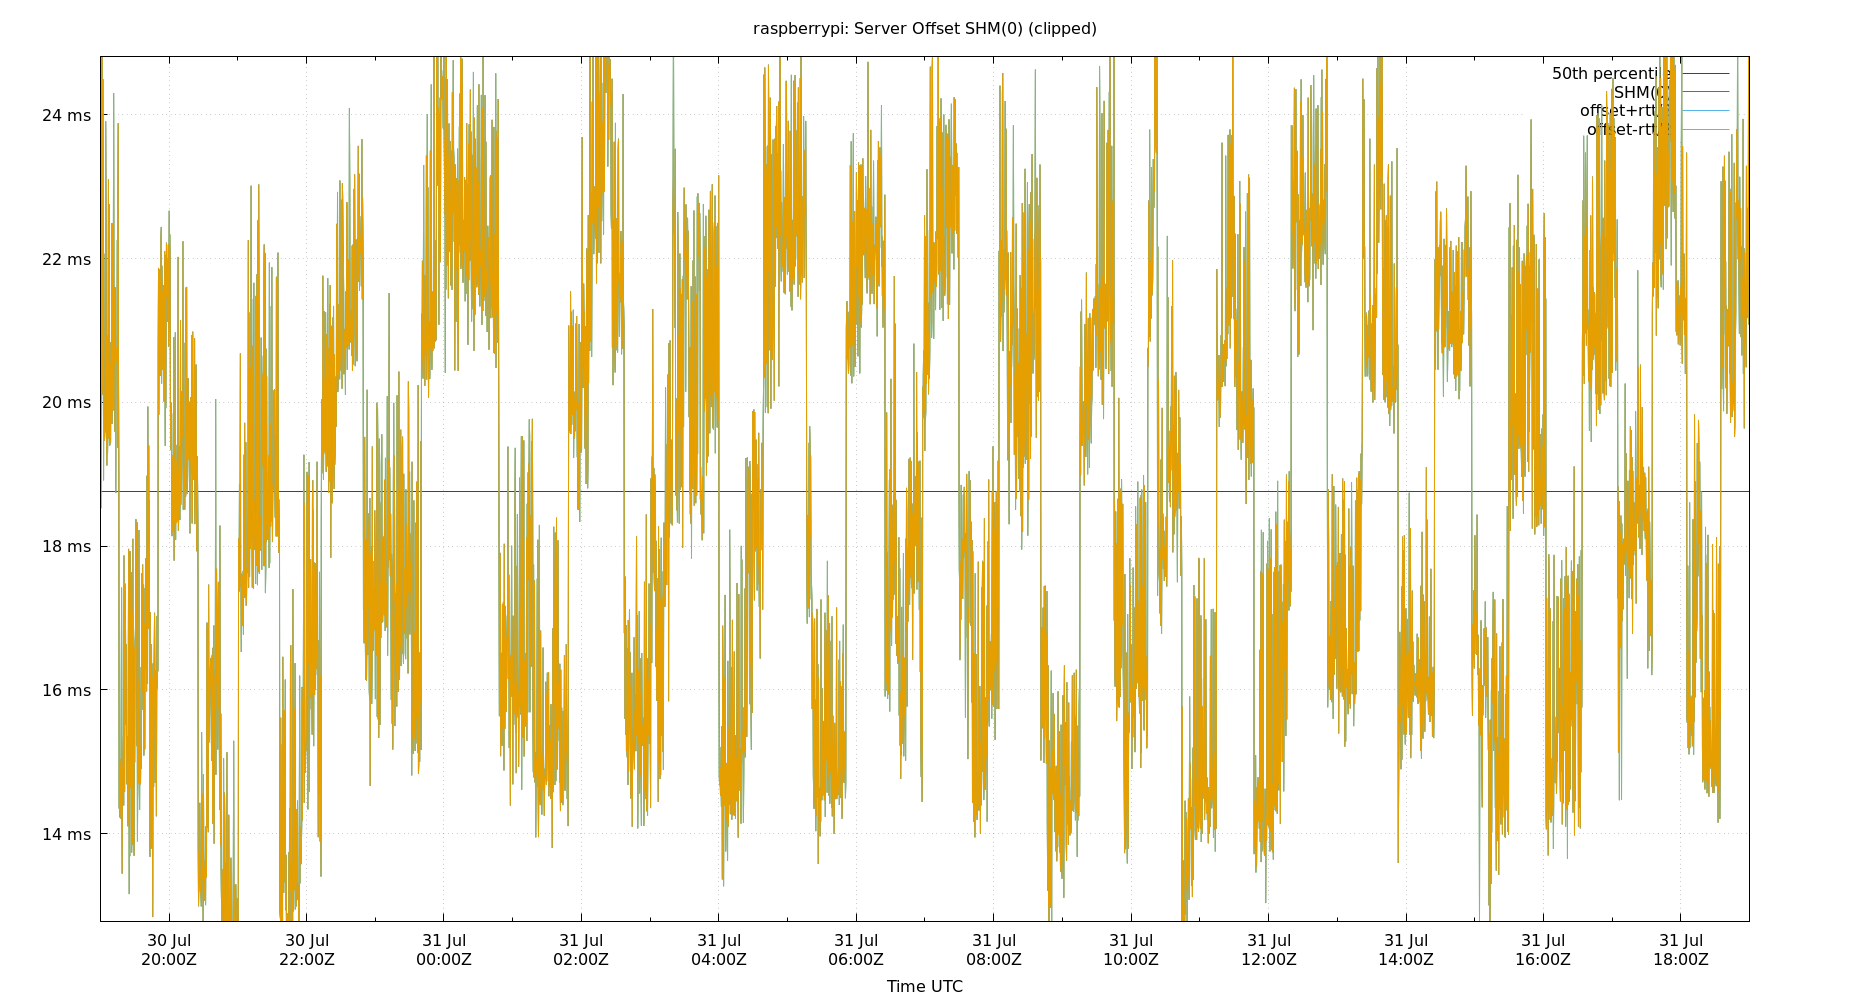 raspberrypi: Server Offset SHM(0) (clipped)
50th percentile
SHM(0)
offset+rtt/2
offset-rtt/2
24 ms
22 ms
20 ms
18 ms
16 ms
14 ms
30 Jul 30 Jul 31 Jul 31 Jul 31 Jul 31 Jul 31 Jul 31 Jul 31 Jul 31 Jul 31 Jul 31 Jul
20:00Z 22:00Z 00:00Z 02:00Z 04:00Z 06:00Z 08:00Z 10:00Z 12:00Z 14:00Z 16:00Z 18:00Z
Time UTC